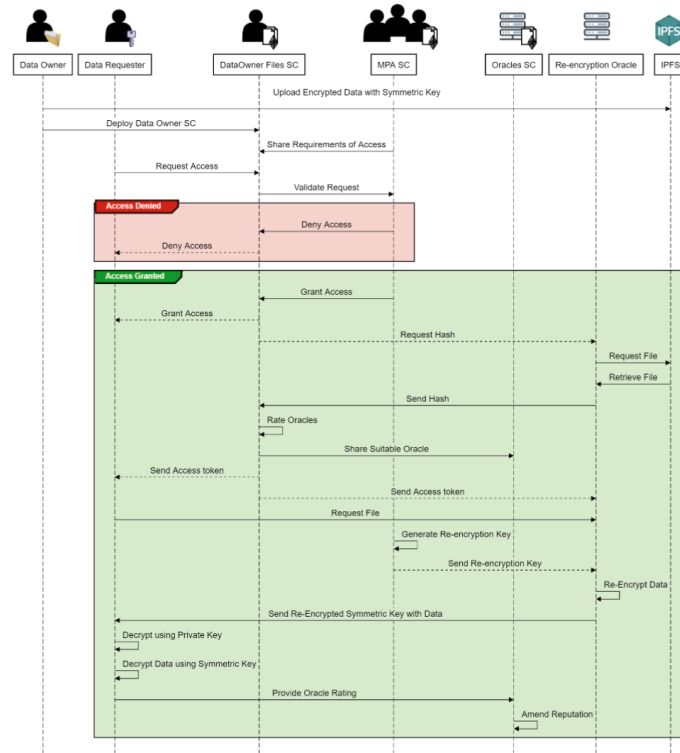 IPFS
Data Owner
Data Requester
DataOwner Files SC
MPA SC
Oracles SC
Re-encryption Oracle
IPFS
Upload Encrypted Data with Symmetric Key
Deploy Data Owner SC
Share Requirements of Access
Request Access
Validate Request
Access Denied
Deny Access
Deny Access
Access Granted
Grant Access
Grant Access
Request Hash
Request File
Retrieve File
Send Hash
Rate Oracles
Share Suitable Oracle
Send Access token
Send Access token
Request File
Generate Re-encryption Key
Send Re-encryption Key
Re-Encrypt Data
Send Re-Encrypted Symmetric Key with Data
Decrypt using Private Key
Decrypt Data using Symmetric Key
Provide Oracle Rating
Amend Reputation